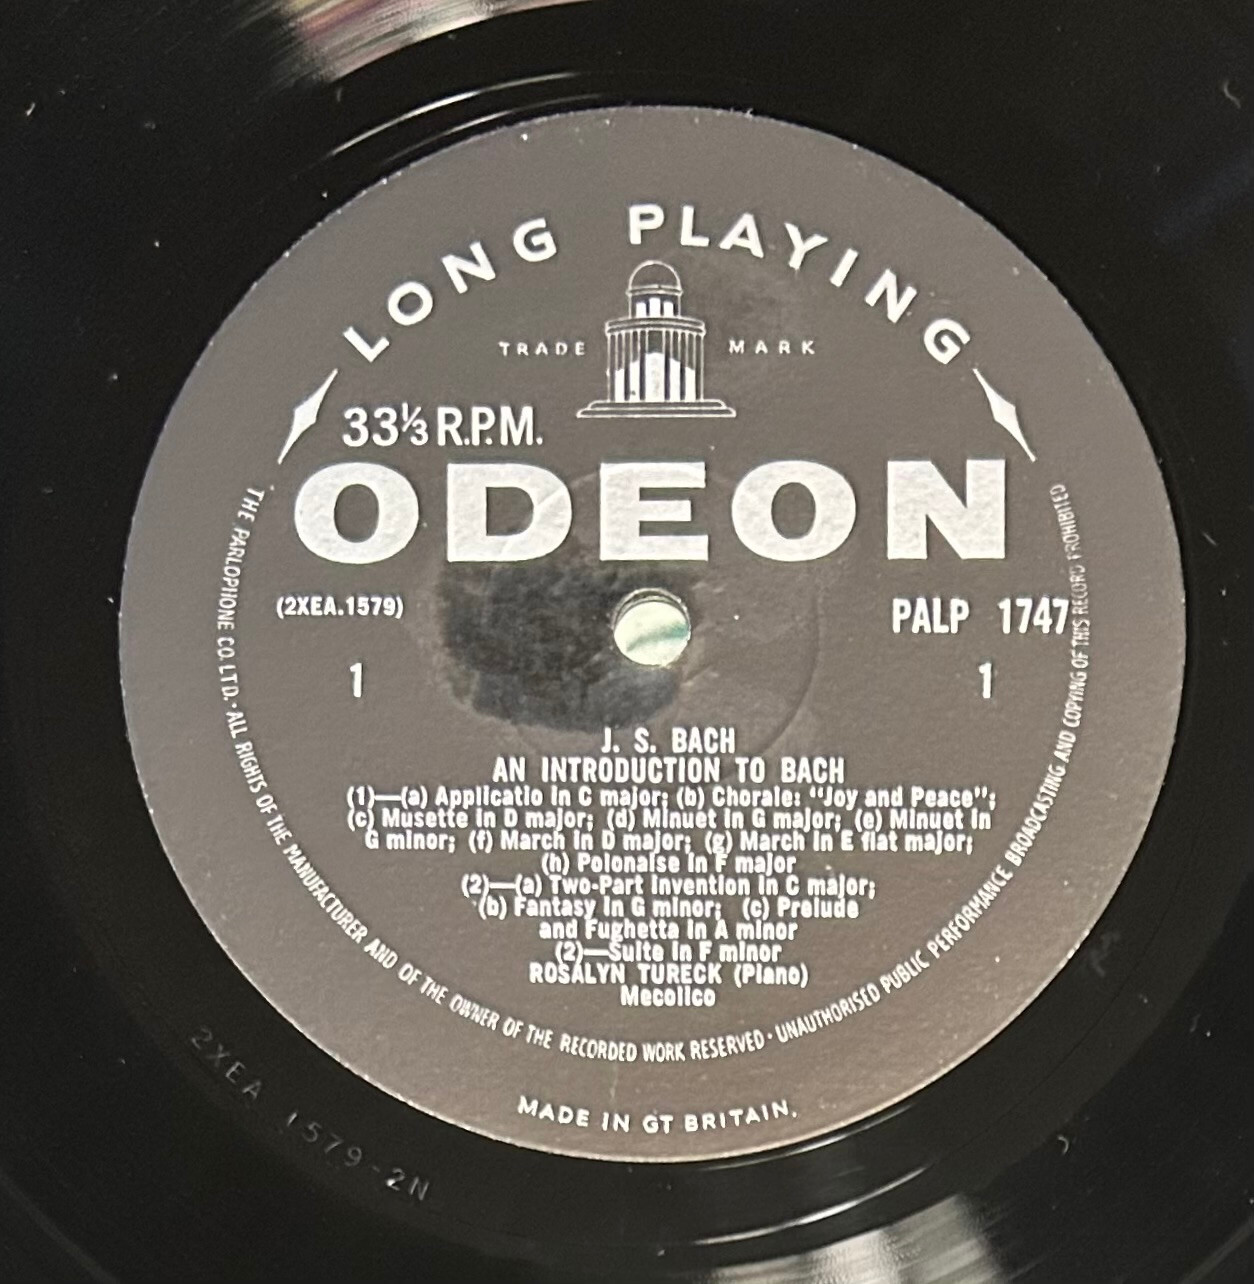 LONG PLAYING
TRADE MARK
33⅓ R.P.M.
ODEON
(2XEA.1579)
PALP 1747
1
1
J. S. BACH
AN INTRODUCTION TO BACH
(1)—(a) Applicatio in C major; (b) Chorale: "Joy and Peace";
(c) Musette in D major; (d) Minuet in G major; (e) Minuet in
G minor; (f) March in D major; (g) March in E flat major;
(h) Polonaise in F major
(2)—(a) Two-Part Invention in C major;
(b) Fantasy in G minor; (c) Prelude
and Fughetta in A minor
(2)—Suite in F minor
ROSALYN TURECK (Piano)
Mecolico
THE PARLOPHONE CO. LTD. · ALL RIGHTS OF THE MANUFACTURER AND OF THE OWNER OF THE RECORDED WORK RESERVED · UNAUTHORISED PUBLIC PERFORMANCE BROADCASTING AND COPYING OF THIS RECORD PROHIBITED
MADE IN GT BRITAIN.
2XEA 1579-2N